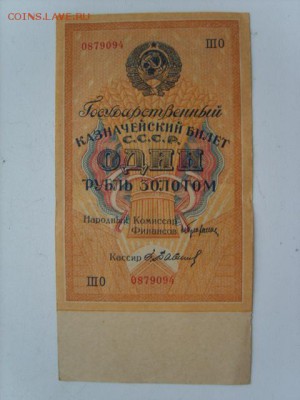 COINS.LAVE.RU
0879094 ШО
Государственный
КАЗНАЧЕЙСКИЙ БИЛЕТ
С.С.С.Р.
ОДИН
РУБЛЬ ЗОЛОТОМ
Народный Комиссар
Финансов
Кассир
ШО 0879094